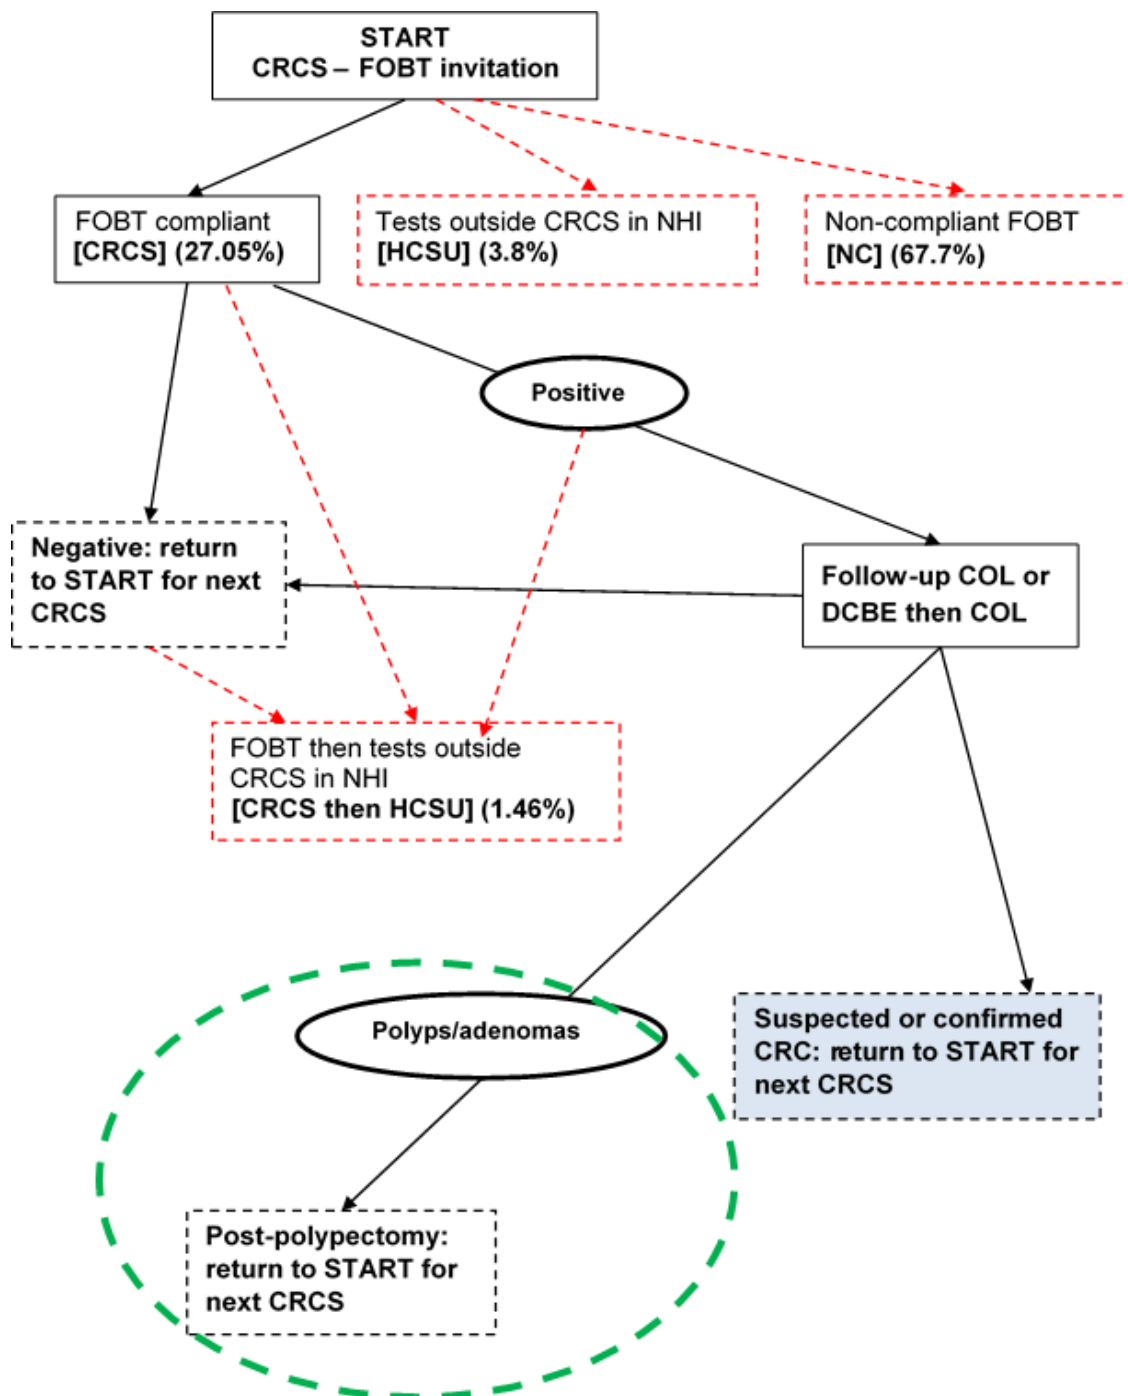 START
CRCS – FOBT invitation
FOBT compliant
[CRCS] (27.05%)
Tests outside CRCS in NHI
[HCSU] (3.8%)
Non-compliant FOBT
[NC] (67.7%)
Positive
Negative: return
to START for next
CRCS
Follow-up COL or
DCBE then COL
FOBT then tests outside
CRCS in NHI
[CRCS then HCSU] (1.46%)
Polyps/adenomas
Suspected or confirmed
CRC: return to START for
next CRCS
Post-polypectomy:
return to START for
next CRCS